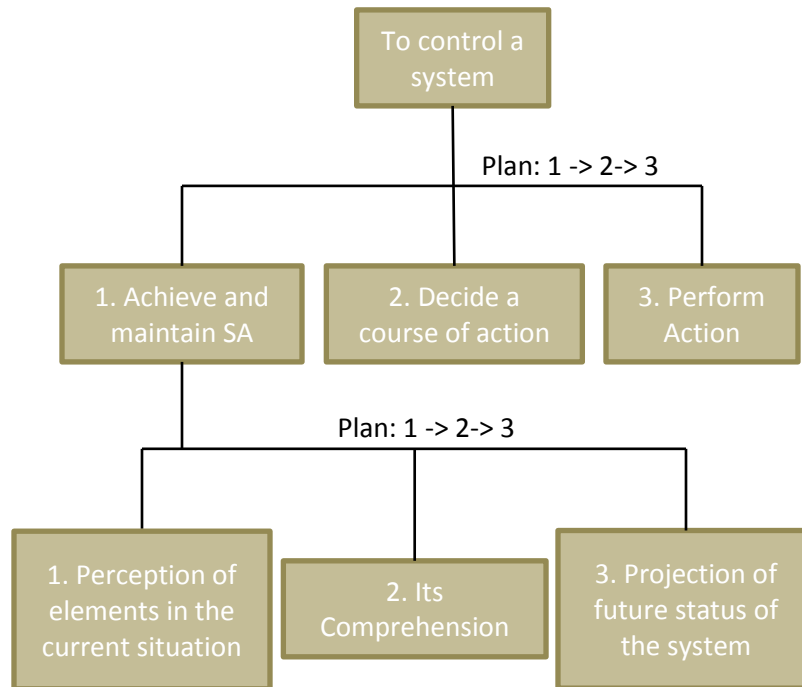 To control a
system
Plan: 1 -> 2-> 3
1. Achieve and
maintain SA
2. Decide a
course of action
3. Perform
Action
Plan: 1 -> 2-> 3
1. Perception of
elements in the
current situation
2. Its
Comprehension
3. Projection of
future status of
the system